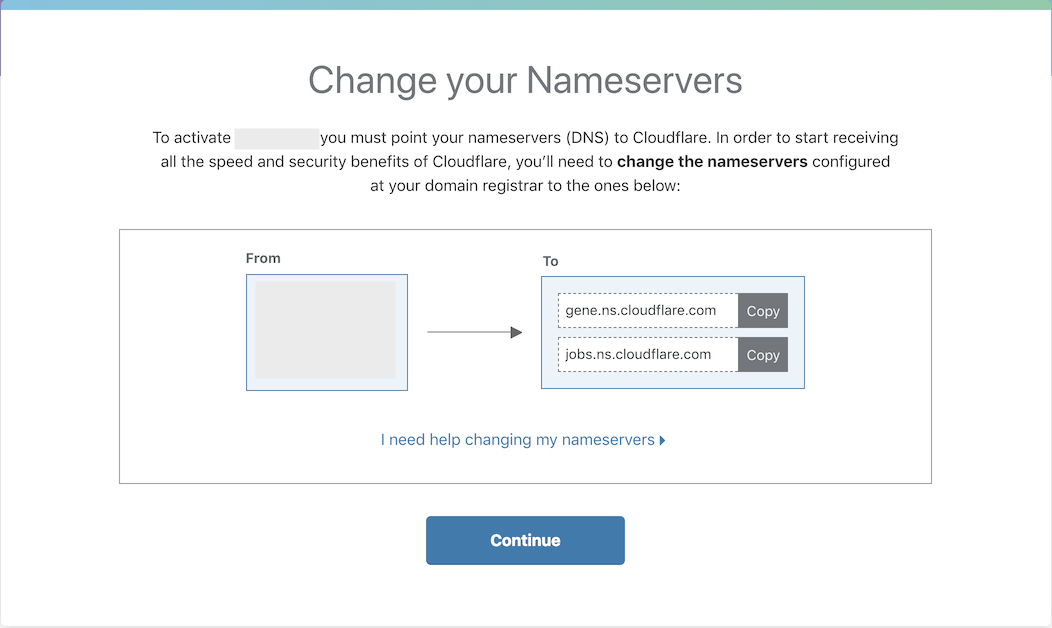 Change your Nameservers
To activate you must point your nameservers (DNS) to Cloudflare. In order to start receiving
all the speed and security benefits of Cloudflare, you’ll need to change the nameservers configured
at your domain registrar to the ones below:
From
To
gene.ns.cloudflare.com Copy
jobs.ns.cloudflare.com Copy
I need help changing my nameservers
Continue